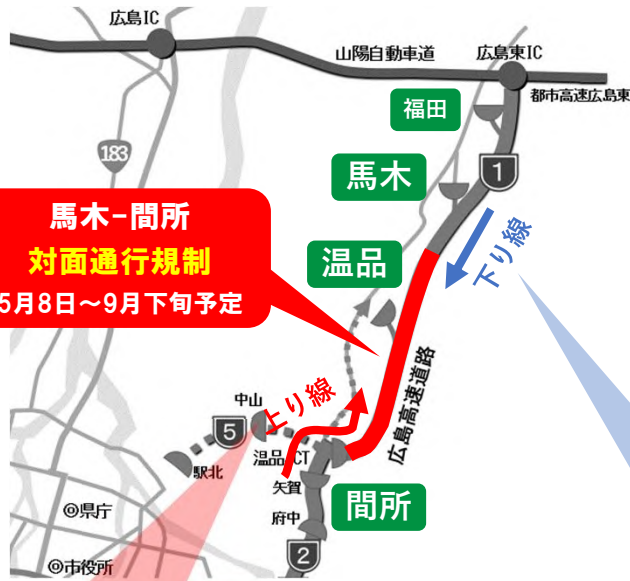 広島IC
山陽自動車道
広島東IC
都市高速広島東
福田
183
馬木
1
馬木-間所
対面通行規制
5月8日～9月下旬予定
温品
下り線
広島高速道路
中山
上り線
5
温品JCT
駅北
矢賀
間所
◎県庁
府中
2
◎市役所